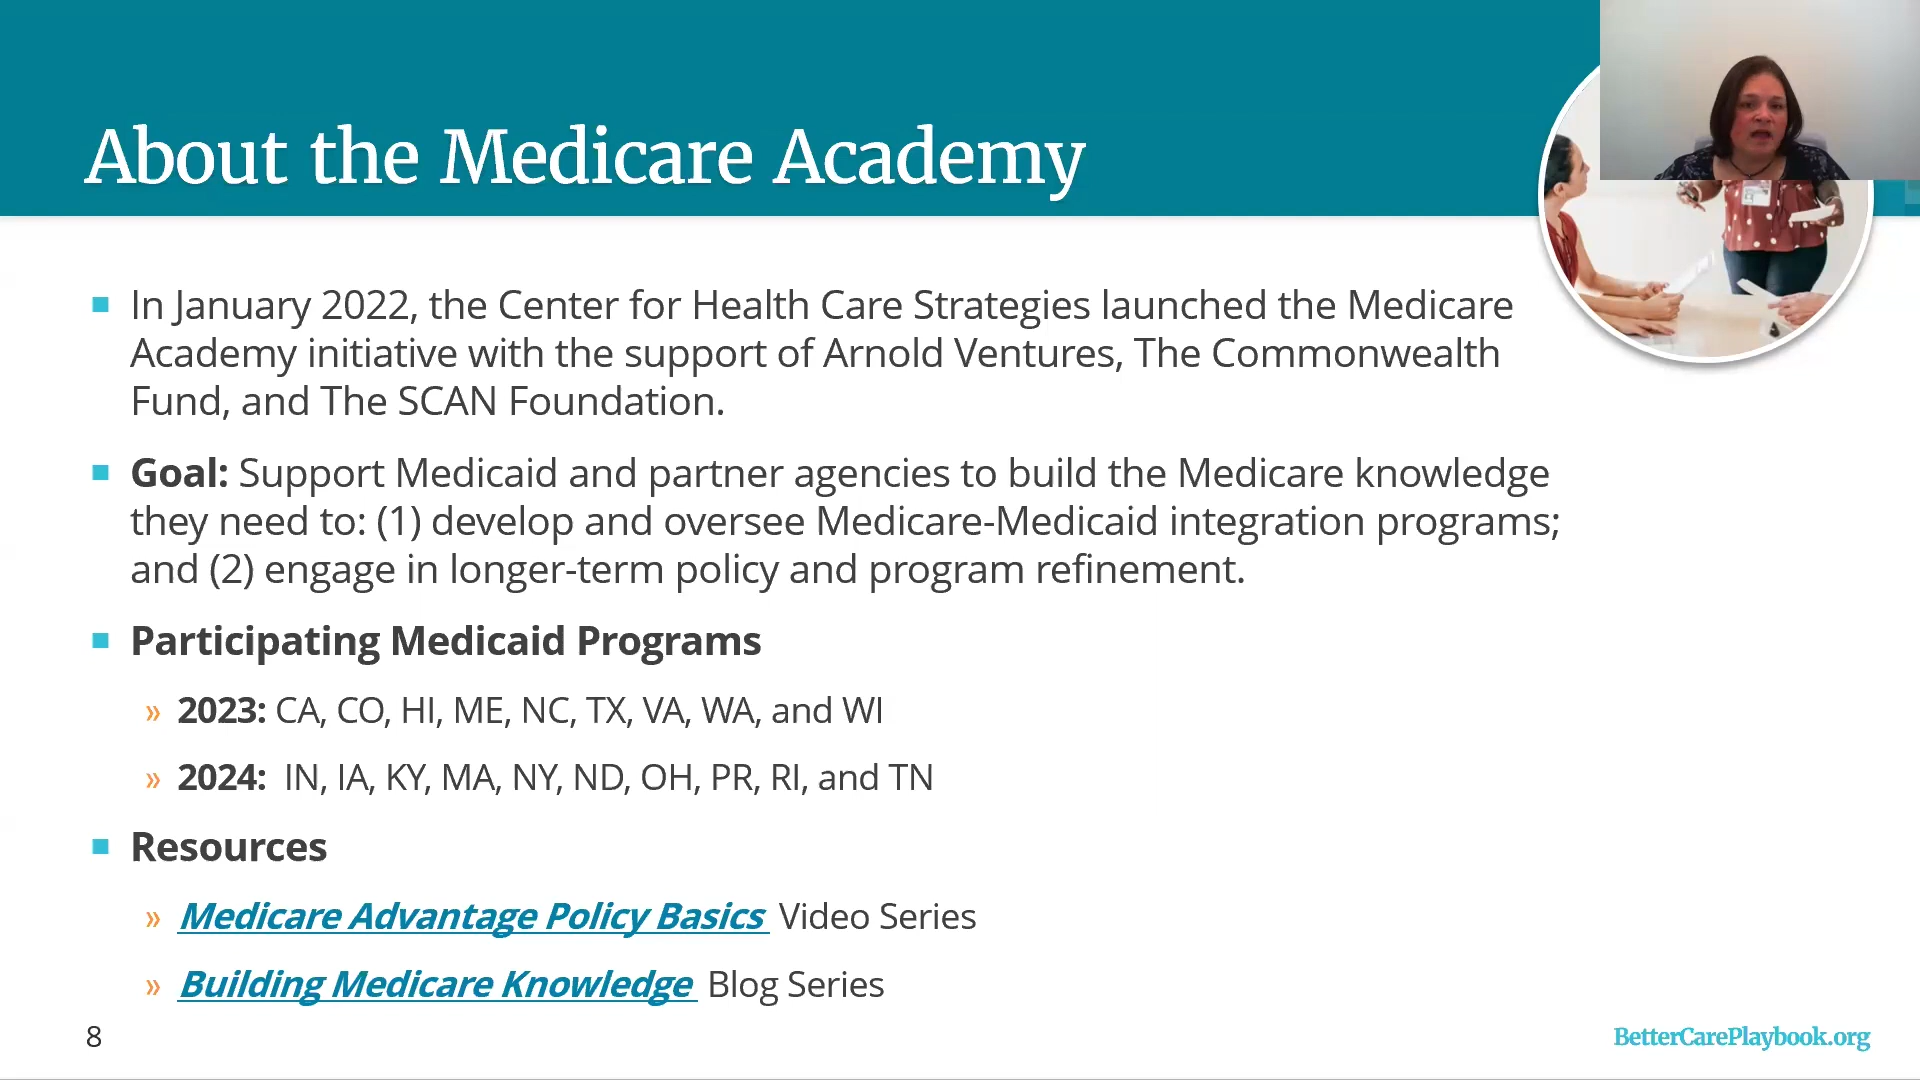 About the Medicare Academy
■ In January 2022, the Center for Health Care Strategies launched the Medicare
Academy initiative with the support of Arnold Ventures, The Commonwealth
Fund, and The SCAN Foundation.
■ Goal: Support Medicaid and partner agencies to build the Medicare knowledge
they need to: (1) develop and oversee Medicare-Medicaid integration programs;
and (2) engage in longer-term policy and program refinement.
■ Participating Medicaid Programs
» 2023: CA, CO, HI, ME, NC, TX, VA, WA, and WI
» 2024: IN, IA, KY, MA, NY, ND, OH, PR, RI, and TN
■ Resources
» Medicare Advantage Policy Basics Video Series
» Building Medicare Knowledge Blog Series
8
BetterCarePlaybook.org